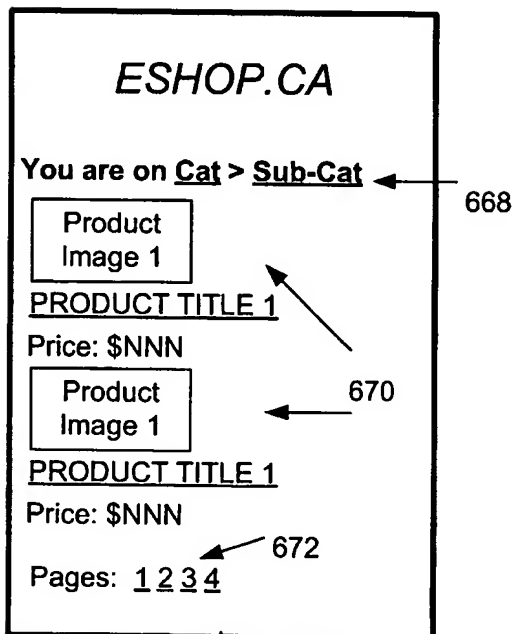 ESHOP.CA
You are on Cat > Sub-Cat
668
Product
Image 1
PRODUCT TITLE 1
Price: $NNN
670
Product
Image 1
PRODUCT TITLE 1
Price: $NNN
672
Pages: 1 2 3 4